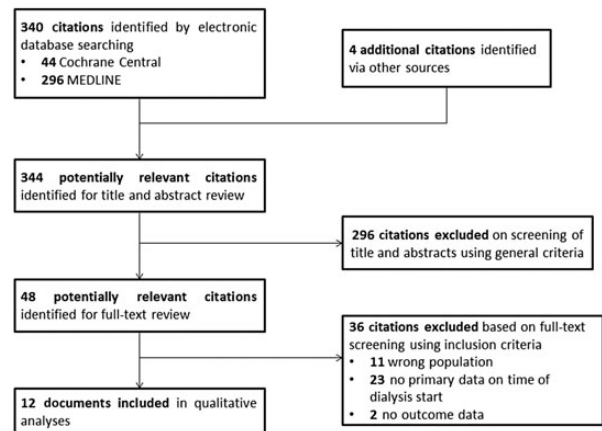 340 citations identified by electronic
database searching
• 44 Cochrane Central
• 296 MEDLINE
4 additional citations identified
via other sources
344 potentially relevant citations
identified for title and abstract review
296 citations excluded on screening of
title and abstracts using general criteria
48 potentially relevant citations
identified for full-text review
36 citations excluded based on full-text
screening using inclusion criteria
• 11 wrong population
• 23 no primary data on time of
dialysis start
• 2 no outcome data
12 documents included in qualitative
analyses